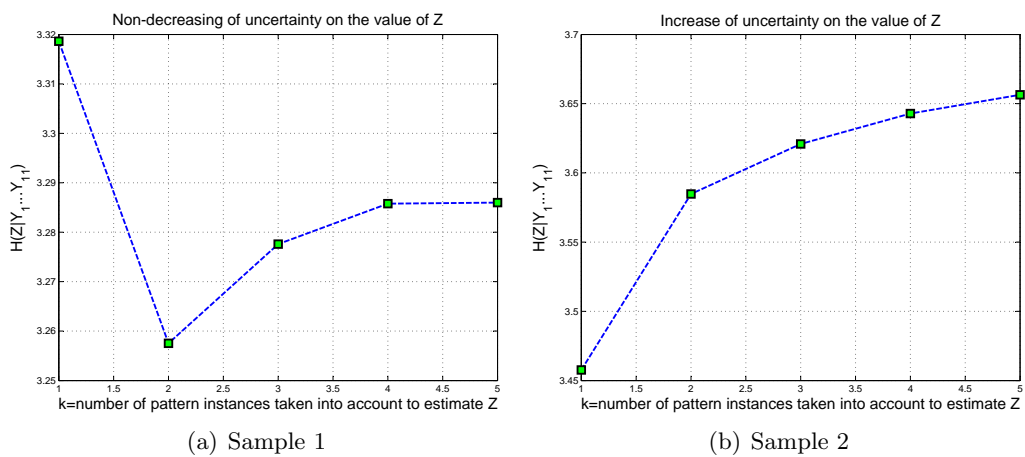 Non-decreasing of uncertainty on the value of Z
3.32
3.31
3.3
3.29
3.28
3.27
3.26
3.25
H(Z|Y1...Y11)
1 1.5 2 2.5 3 3.5 4 4.5 5
k=number of pattern instances taken into account to estimate Z
(a) Sample 1
Increase of uncertainty on the value of Z
3.7
3.65
3.6
3.55
3.5
3.45
H(Z|Y1...Y11)
1 1.5 2 2.5 3 3.5 4 4.5 5
k=number of pattern instances taken into account to estimate Z
(b) Sample 2